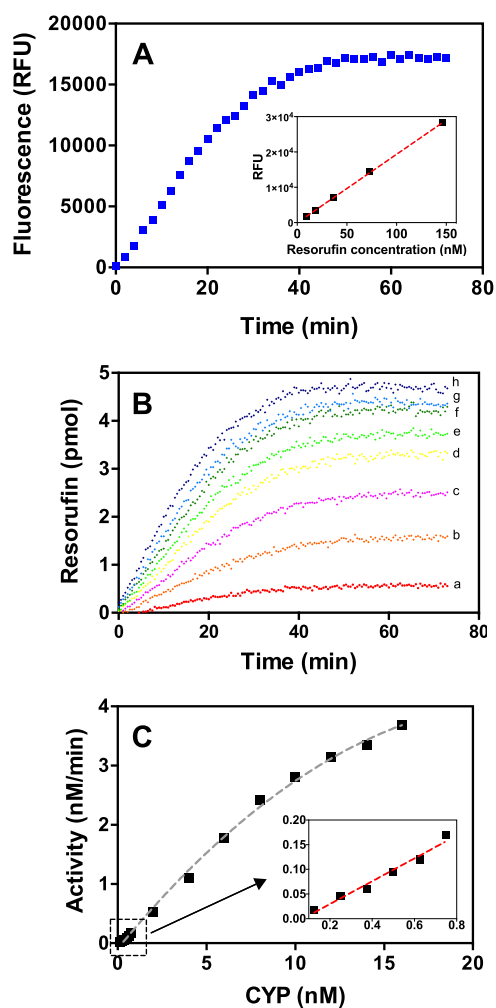 20000
A
15000
10000
5000
0
Fluorescence (RFU)
3×10⁴
2×10⁴
1×10⁴
0
RFU
0 50 100 150
Resorufin concentration (nM)
0 20 40 60 80
Time (min)
5
B
4
3
2
1
0
Resorufin (pmol)
h
g
f
e
d
c
b
a
0 20 40 60 80
Time (min)
4
C
3
2
1
0
Activity (nM/min)
0.20
0.15
0.10
0.05
0.00
0.2 0.4 0.6 0.8
0 5 10 15 20
CYP (nM)